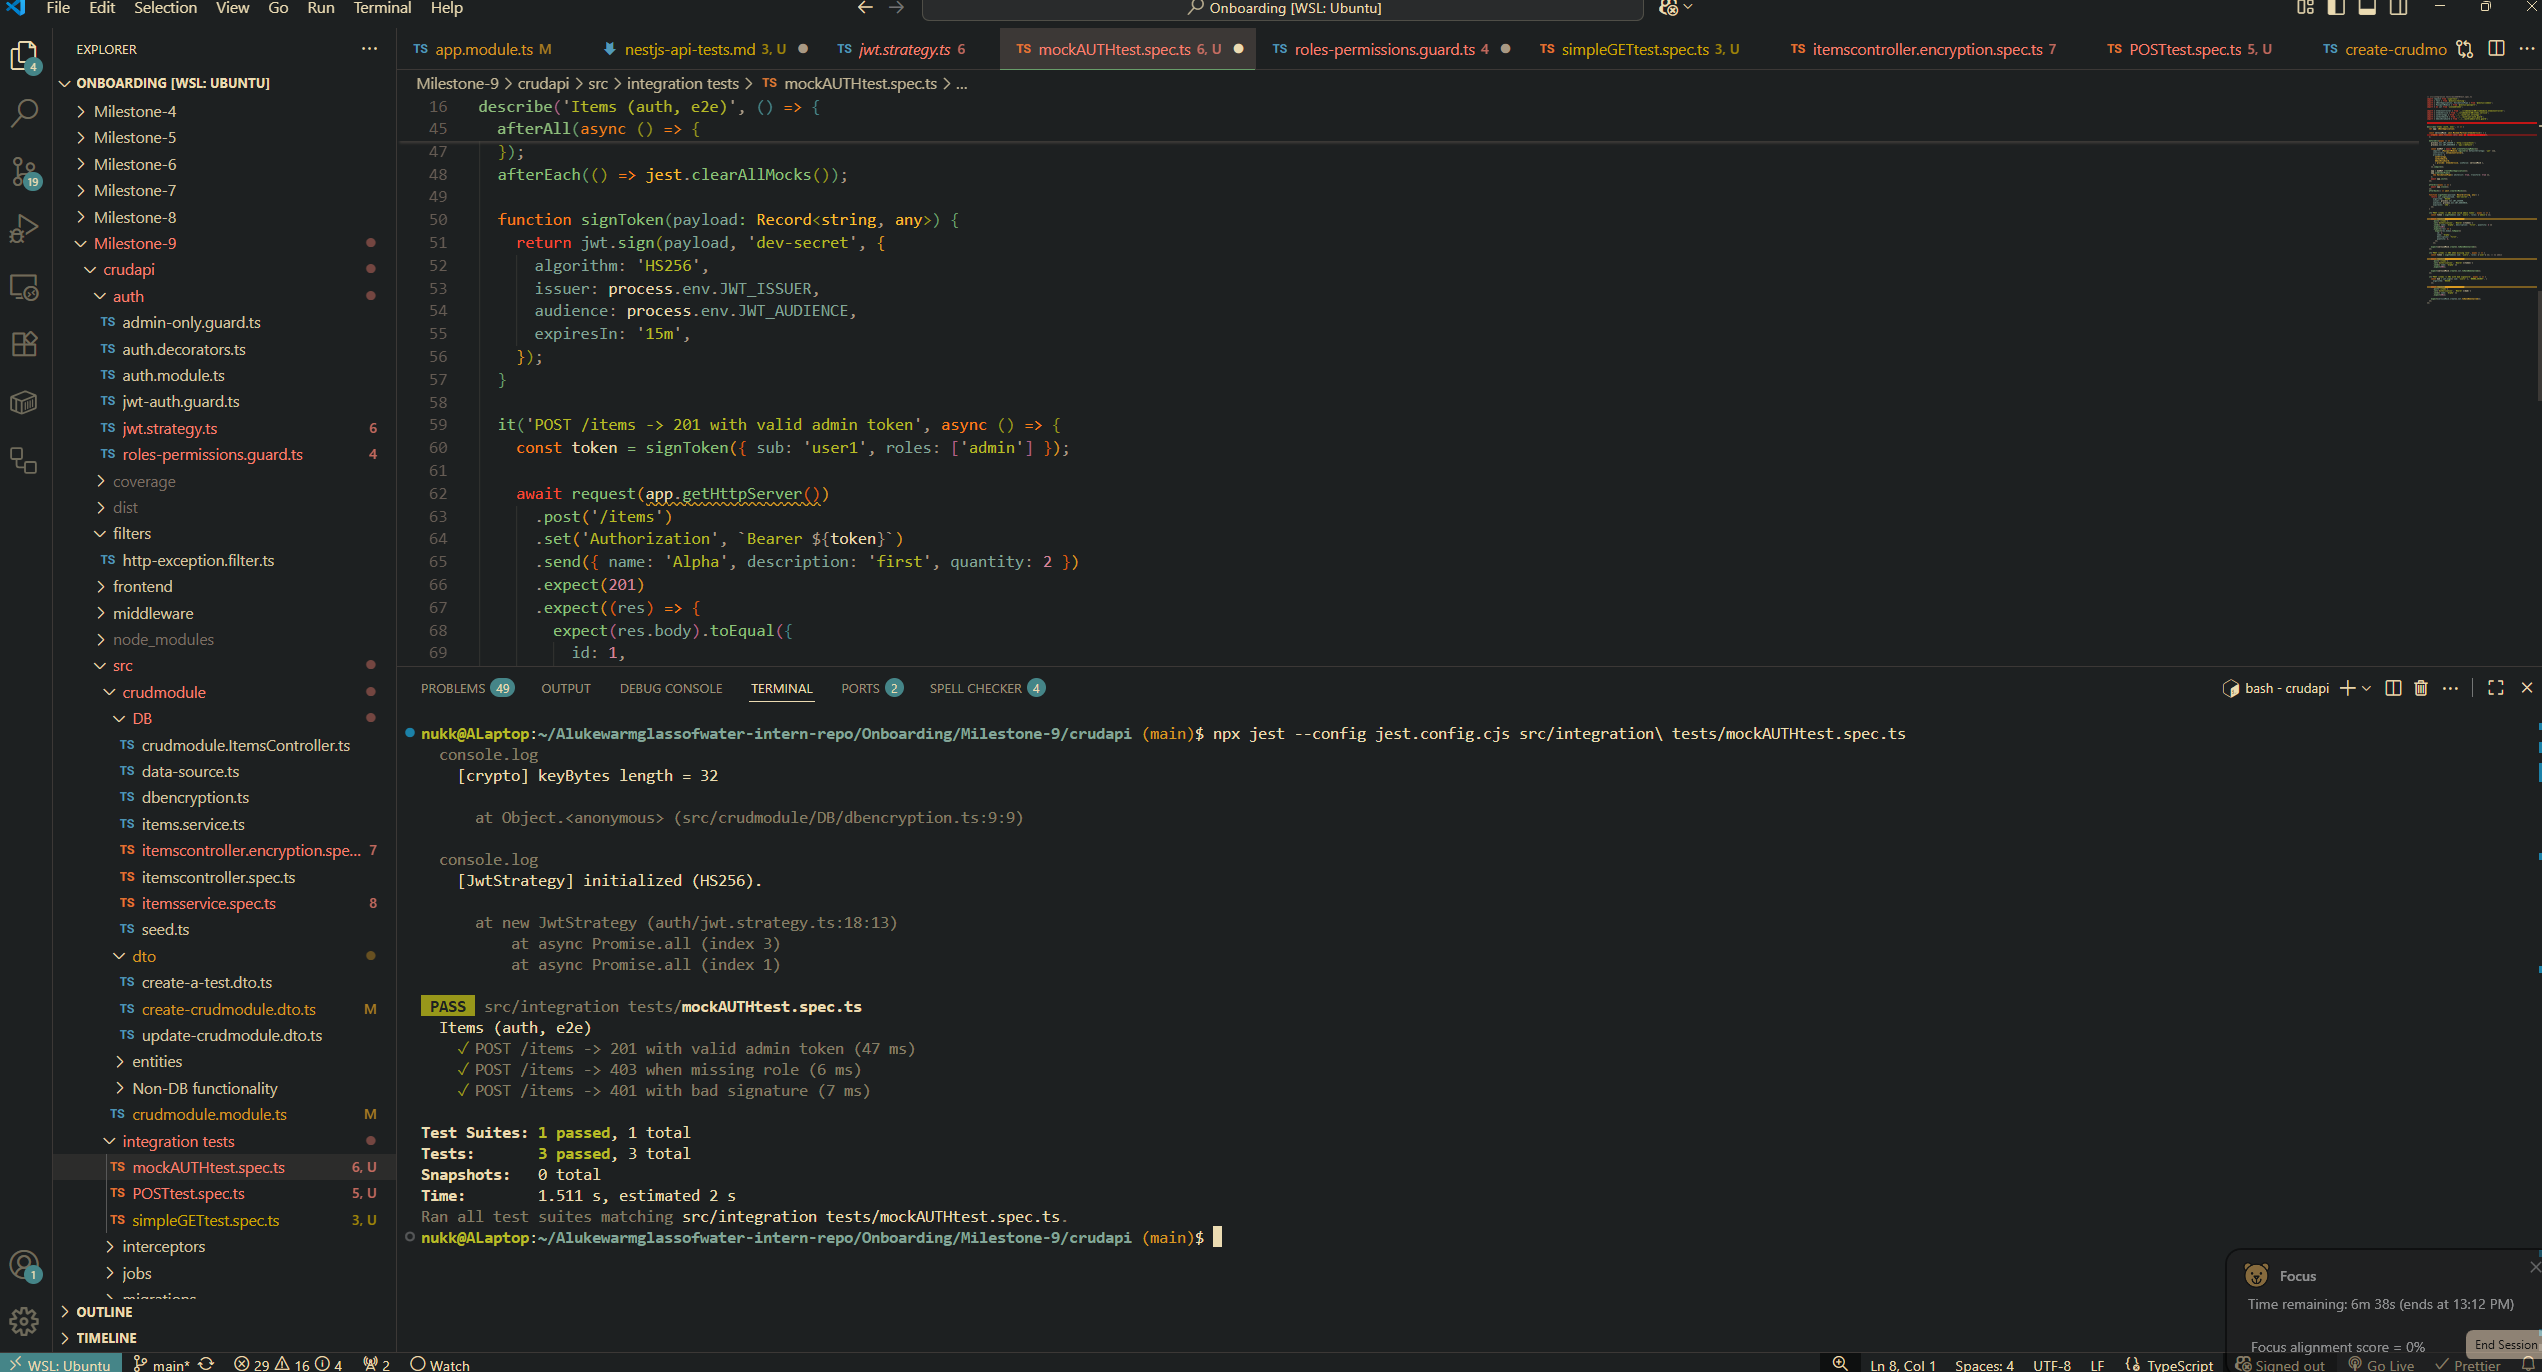 File Edit Selection View Go Run Terminal Help
Onboarding [WSL: Ubuntu]
EXPLORER
ONBOARDING [WSL: UBUNTU]
Milestone-4
Milestone-5
Milestone-6
Milestone-7
Milestone-8
Milestone-9
crudapi
auth
TS admin-only.guard.ts
TS auth.decorators.ts
TS auth.module.ts
TS jwt-auth.guard.ts
TS jwt.strategy.ts 6
TS roles-permissions.guard.ts 4
coverage
dist
filters
TS http-exception.filter.ts
frontend
middleware
node_modules
src
crudmodule
DB
TS crudmodule.ItemsController.ts
TS data-source.ts
TS dbencryption.ts
TS items.service.ts
TS itemscontroller.encryption.spe... 7
TS itemscontroller.spec.ts
TS itemsservice.spec.ts 8
TS seed.ts
dto
TS create-a-test.dto.ts
TS create-crudmodule.dto.ts M
TS update-crudmodule.dto.ts
entities
Non-DB functionality
TS crudmodule.module.ts M
integration tests
TS mockAUTHtest.spec.ts 6, U
TS POSTtest.spec.ts 5, U
TS simpleGETtest.spec.ts 3, U
interceptors
jobs
migrations
OUTLINE
TIMELINE
4
19
1
TS app.module.ts M
nestjs-api-tests.md 3, U
TS jwt.strategy.ts 6
TS mockAUTHtest.spec.ts 6, U
TS roles-permissions.guard.ts 4
TS simpleGETtest.spec.ts 3, U
TS itemscontroller.encryption.spec.ts 7
TS POSTtest.spec.ts 5, U
TS create-crudmo
Milestone-9 > crudapi > src > integration tests > TS mockAUTHtest.spec.ts > ...
16 describe('Items (auth, e2e)', () => {
45 afterAll(async () => {
47 });
48 afterEach(() => jest.clearAllMocks());
49
50 function signToken(payload: Record<string, any>) {
51 return jwt.sign(payload, 'dev-secret', {
52 algorithm: 'HS256',
53 issuer: process.env.JWT_ISSUER,
54 audience: process.env.JWT_AUDIENCE,
55 expiresIn: '15m',
56 });
57 }
58
59 it('POST /items -> 201 with valid admin token', async () => {
60 const token = signToken({ sub: 'user1', roles: ['admin'] });
61
62 await request(app.getHttpServer())
63 .post('/items')
64 .set('Authorization', `Bearer ${token}`)
65 .send({ name: 'Alpha', description: 'first', quantity: 2 })
66 .expect(201)
67 .expect((res) => {
68 expect(res.body).toEqual({
69 id: 1,
PROBLEMS 49 OUTPUT DEBUG CONSOLE TERMINAL PORTS 2 SPELL CHECKER 4
bash - crudapi
nukk@ALaptop:~/Alukewarmglassofwater-intern-repo/Onboarding/Milestone-9/crudapi (main)$ npx jest --config jest.config.cjs src/integration\ tests/mockAUTHtest.spec.ts
console.log
[crypto] keyBytes length = 32
at Object.<anonymous> (src/crudmodule/DB/dbencryption.ts:9:9)
console.log
[JwtStrategy] initialized (HS256).
at new JwtStrategy (auth/jwt.strategy.ts:18:13)
at async Promise.all (index 3)
at async Promise.all (index 1)
PASS src/integration tests/mockAUTHtest.spec.ts
Items (auth, e2e)
✓ POST /items -> 201 with valid admin token (47 ms)
✓ POST /items -> 403 when missing role (6 ms)
✓ POST /items -> 401 with bad signature (7 ms)
Test Suites: 1 passed, 1 total
Tests: 3 passed, 3 total
Snapshots: 0 total
Time: 1.511 s, estimated 2 s
Ran all test suites matching src/integration tests/mockAUTHtest.spec.ts.
nukk@ALaptop:~/Alukewarmglassofwater-intern-repo/Onboarding/Milestone-9/crudapi (main)$
Focus
Time remaining: 6m 38s (ends at 13:12 PM)
Focus alignment score = 0%
End Session
WSL: Ubuntu main* 29 16 4 2 Watch
Ln 8, Col 1 Spaces: 4 UTF-8 LF TypeScript Signed out Go Live Prettier